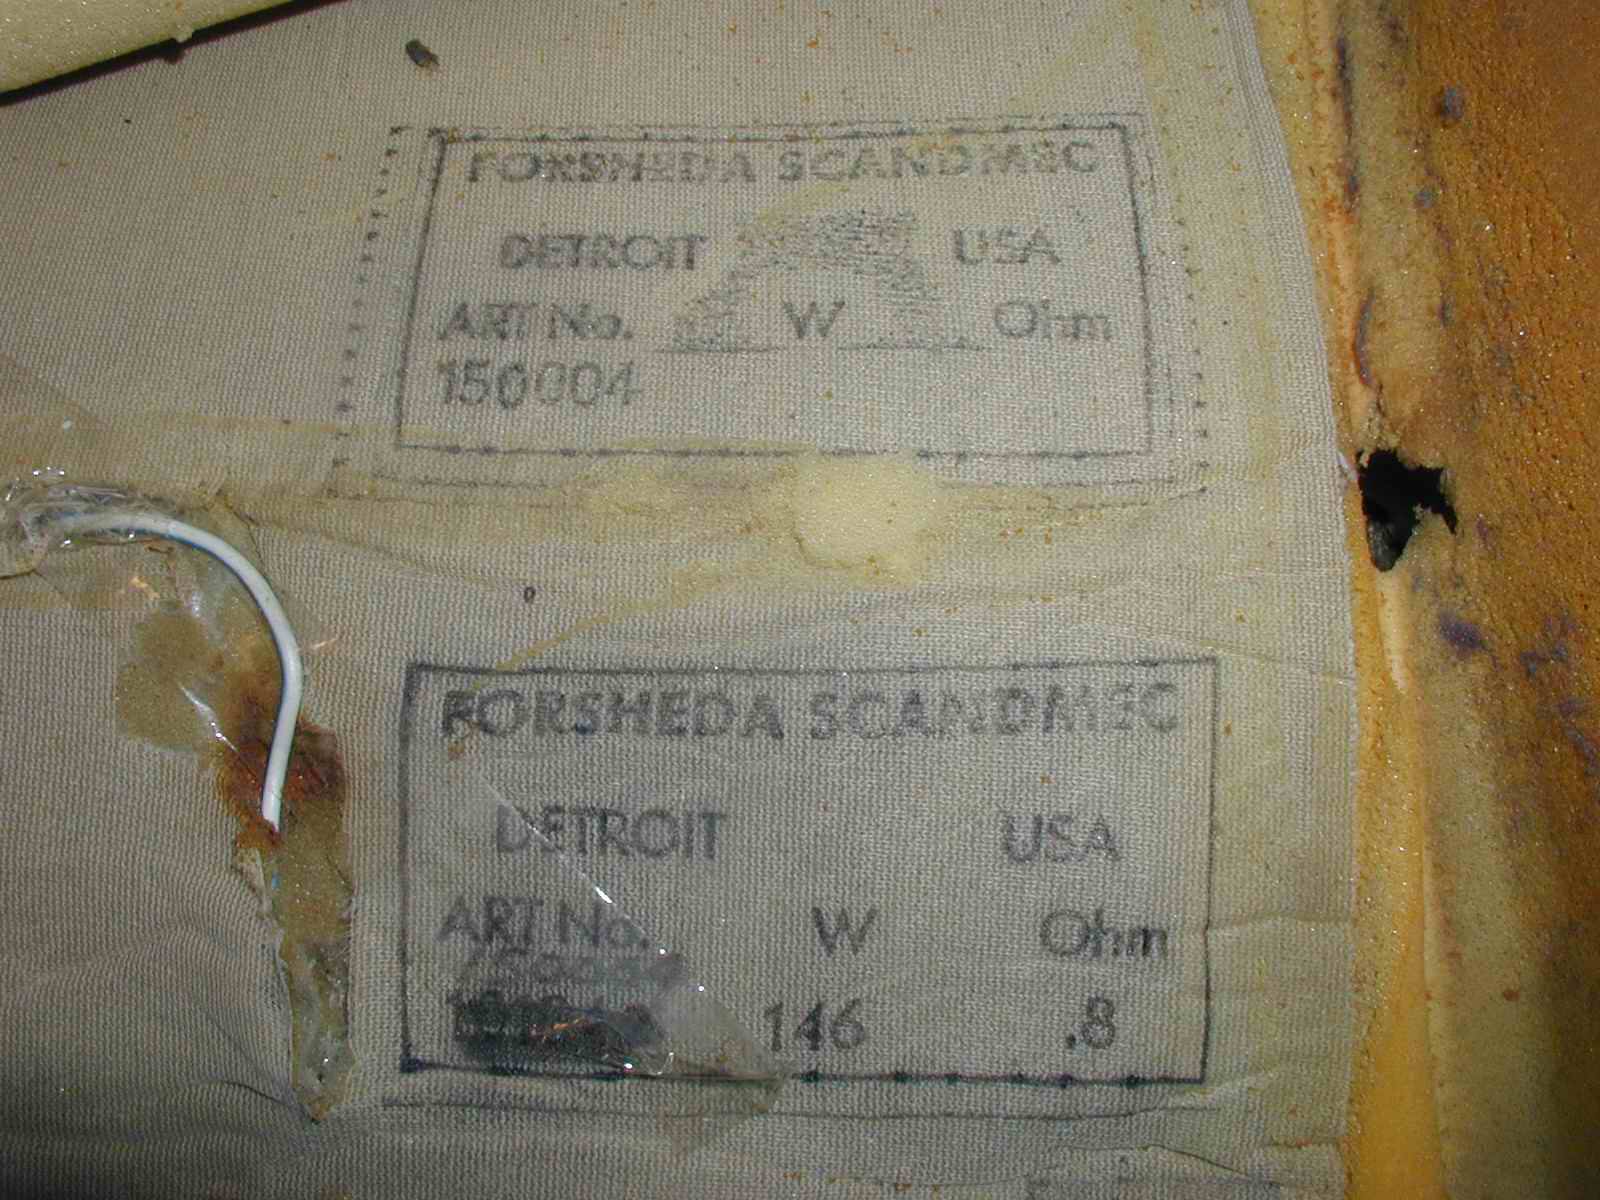 FORSHEDA SCANDMEC
DETROIT USA
ART No. W Ohm
150004
FORSHEDA SCANDMEC
DETROIT USA
ART No. W Ohm
146 .8